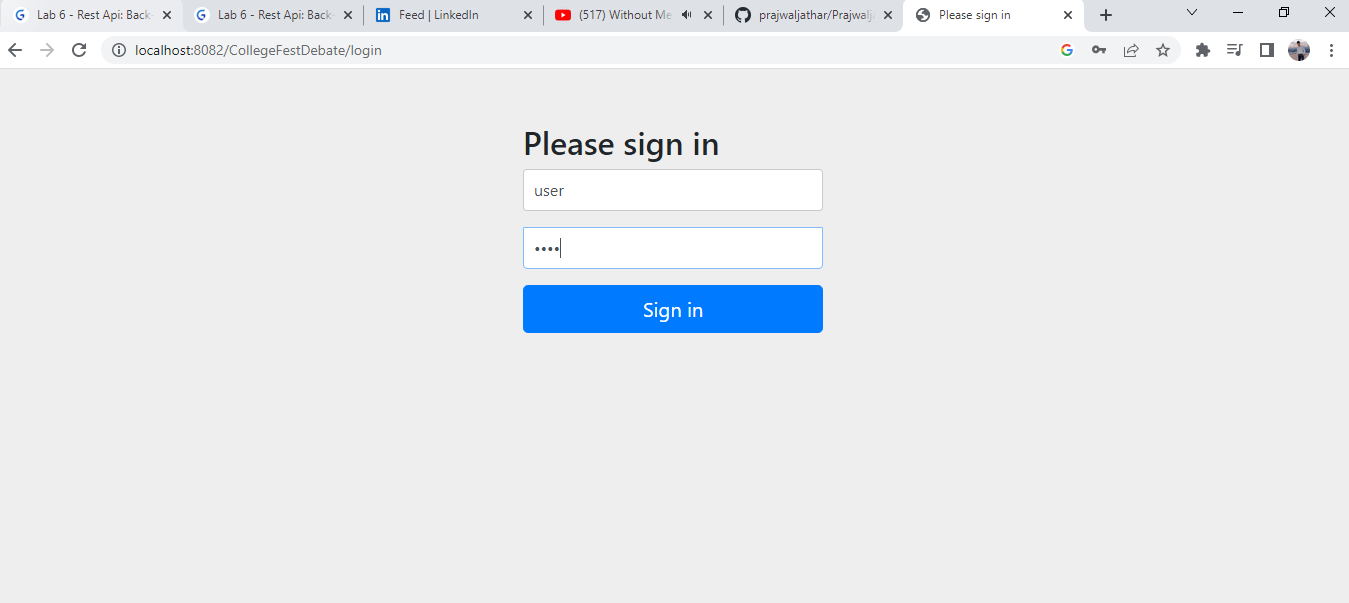 Lab 6 - Rest Api: Back-
Lab 6 - Rest Api: Back-
Feed | LinkedIn
(517) Without Me
prajwaljathar/Prajwalj
Please sign in
localhost:8082/CollegeFestDebate/login
Please sign in
user
••••
Sign in